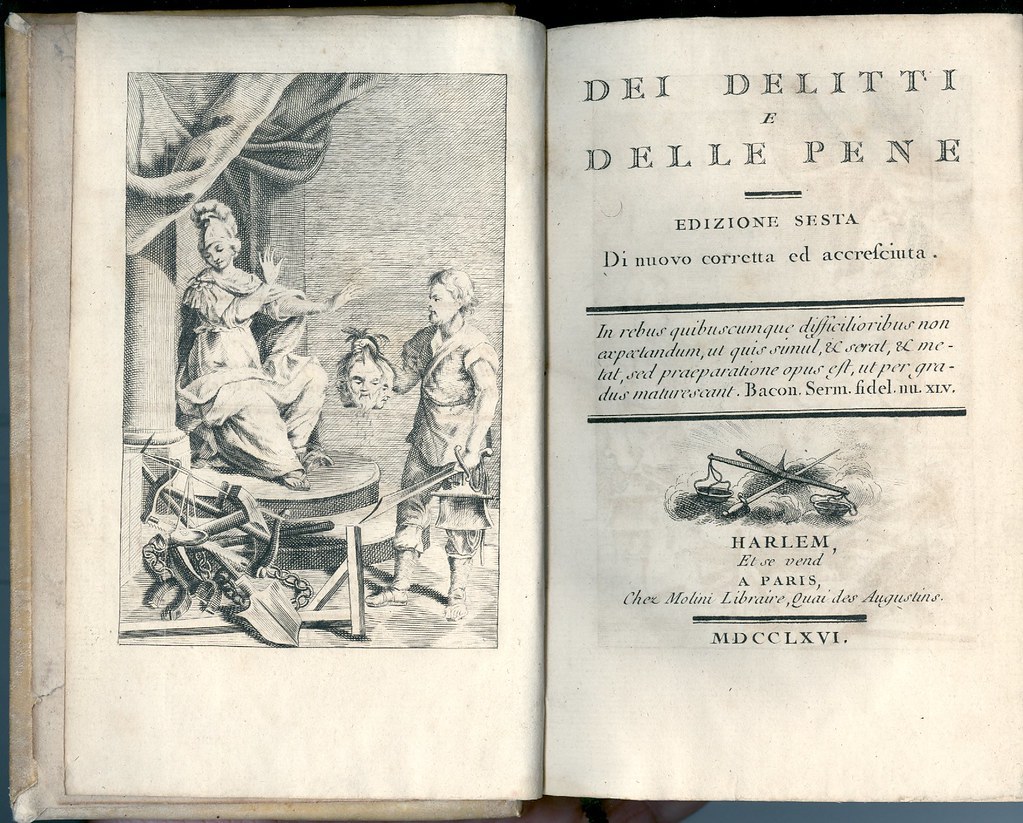 DEI DELITTI
E
DELLE PENE
EDIZIONE SESTA
Di nuovo corretta ed accreſciuta.
In rebus quibuscumque difficilioribus non
expectandum, ut quis simul, & serat, & me-
tat, sed praeparatione opus eſt, ut per gra-
dus maturescant. Bacon. Serm. fidel. nu. XLV.
HARLEM,
Et se vend
A PARIS,
Chez Molini Libraire, Quai des Augustins.
MDCCLXVI.